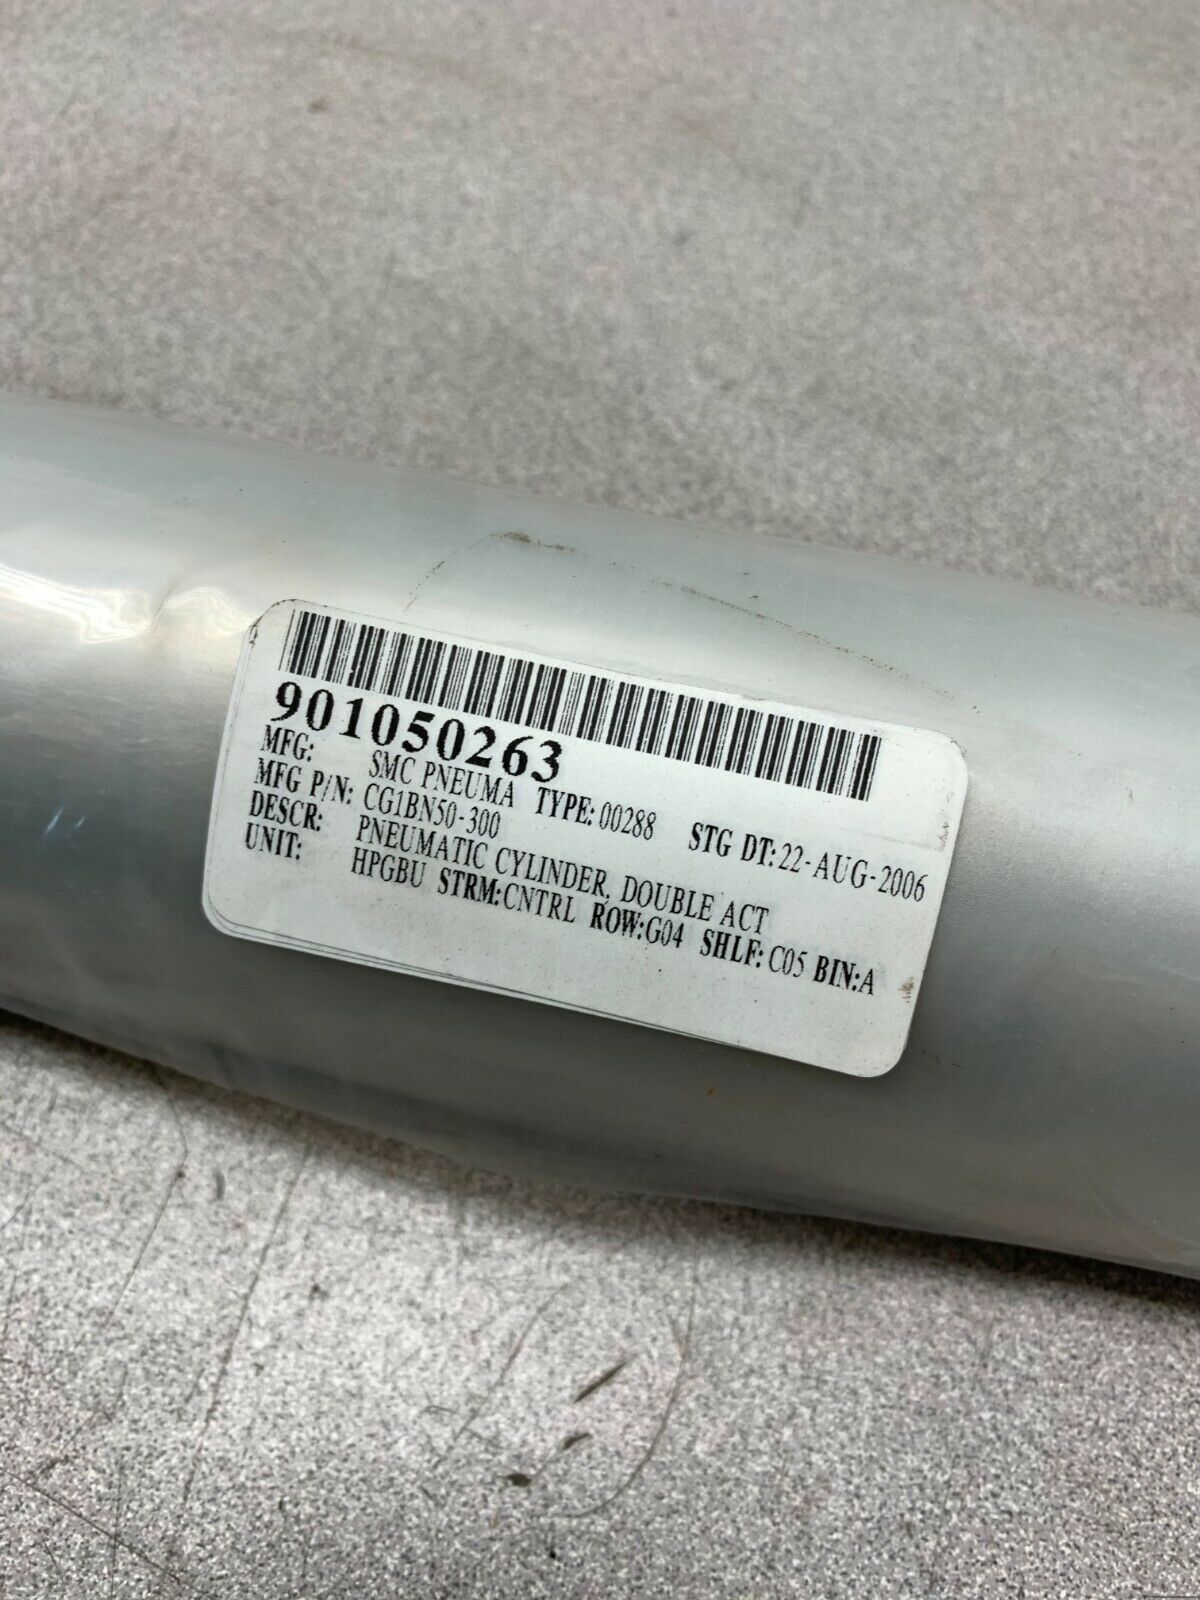 901050263
MFG: SMC PNEUMA TYPE: 00288 STG DT: 22-AUG-2006
MFG P/N: CG1BN50-300
DESCR: PNEUMATIC CYLINDER, DOUBLE ACT
UNIT: HPGBU STRM:CNTRL ROW:G04 SHLF: C05 BIN:A